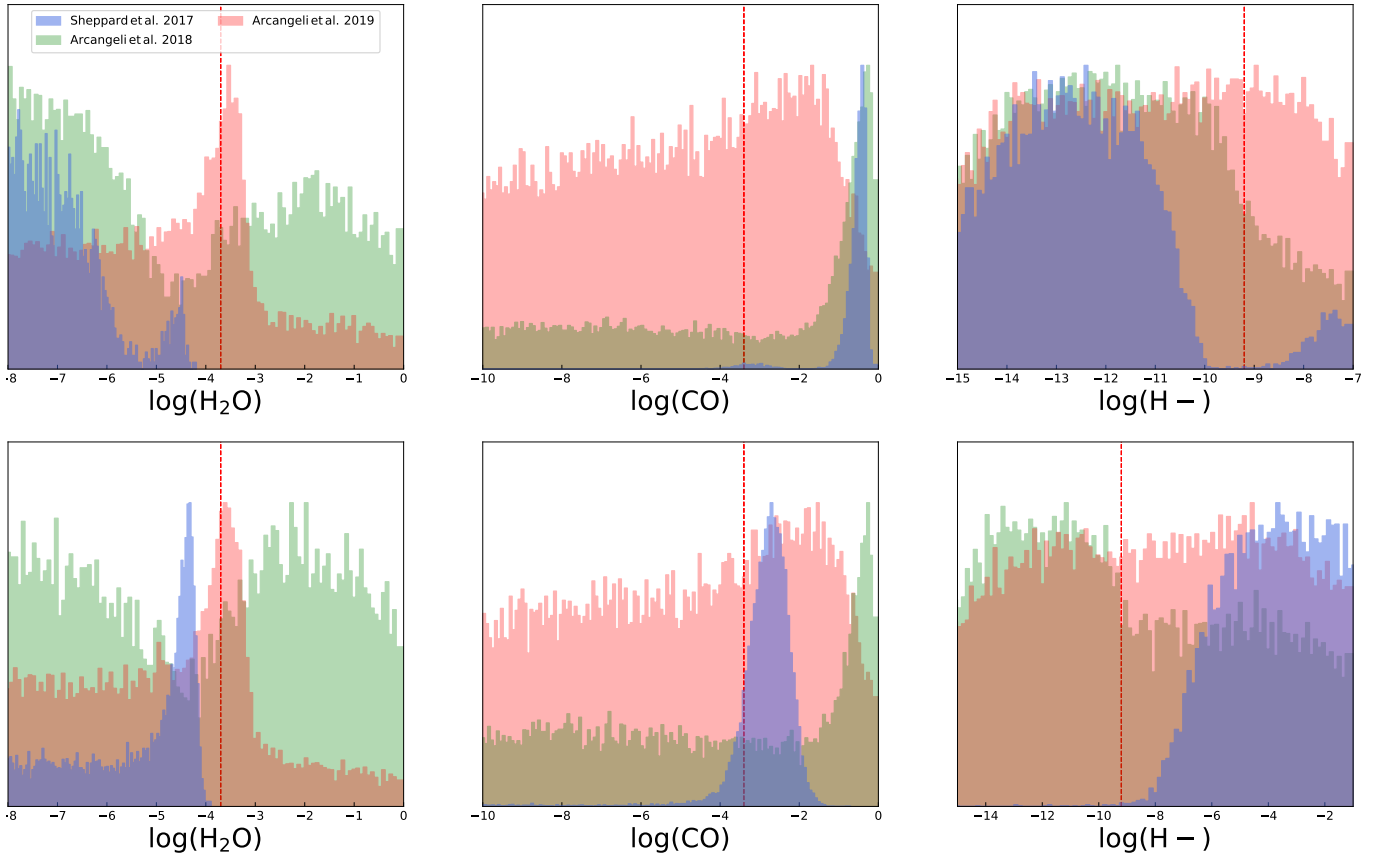 Sheppard et al. 2017 Arcangeli et al. 2019
Arcangeli et al. 2018
-8 −7 −6 −5 −4 −3 −2 −1 0
log(H₂O)
−10 −8 −6 −4 −2 0
log(CO)
−15 −14 −13 −12 −11 −10 −9 −8 −7
log(H−)
-8 −7 −6 −5 −4 −3 −2 −1 0
log(H₂O)
−10 −8 −6 −4 −2 0
log(CO)
−14 −12 −10 −8 −6 −4 −2
log(H−)